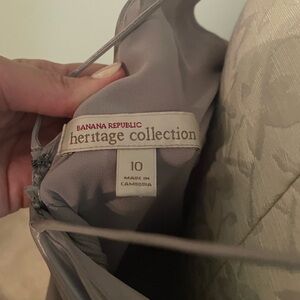 BANANA REPUBLIC
heritage collection
10
MADE IN
CAMBODIA